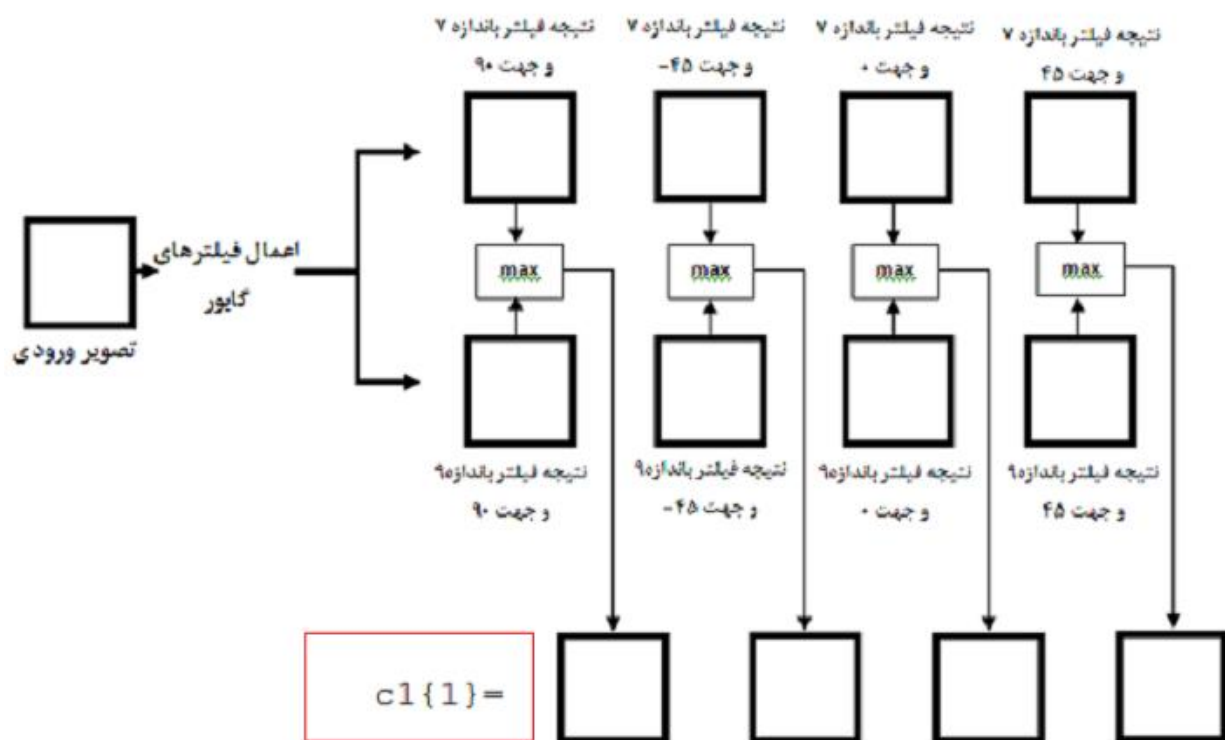 نتیجه فیلتر باندازه ۷
و جهت ۹۰
نتیجه فیلتر باندازه ۷
و جهت ۴۵-
نتیجه فیلتر باندازه ۷
و جهت ۰
نتیجه فیلتر باندازه ۷
و جهت ۴۵
max
max
max
max
اعمال فیلترهای
گابور
تصویر ورودی
نتیجه فیلتر باندازه۹
و جهت ۹۰
نتیجه فیلتر باندازه۹
و جهت ۴۵-
نتیجه فیلتر باندازه۹
و جهت ۰
نتیجه فیلتر باندازه۹
و جهت ۴۵
c1{1}=